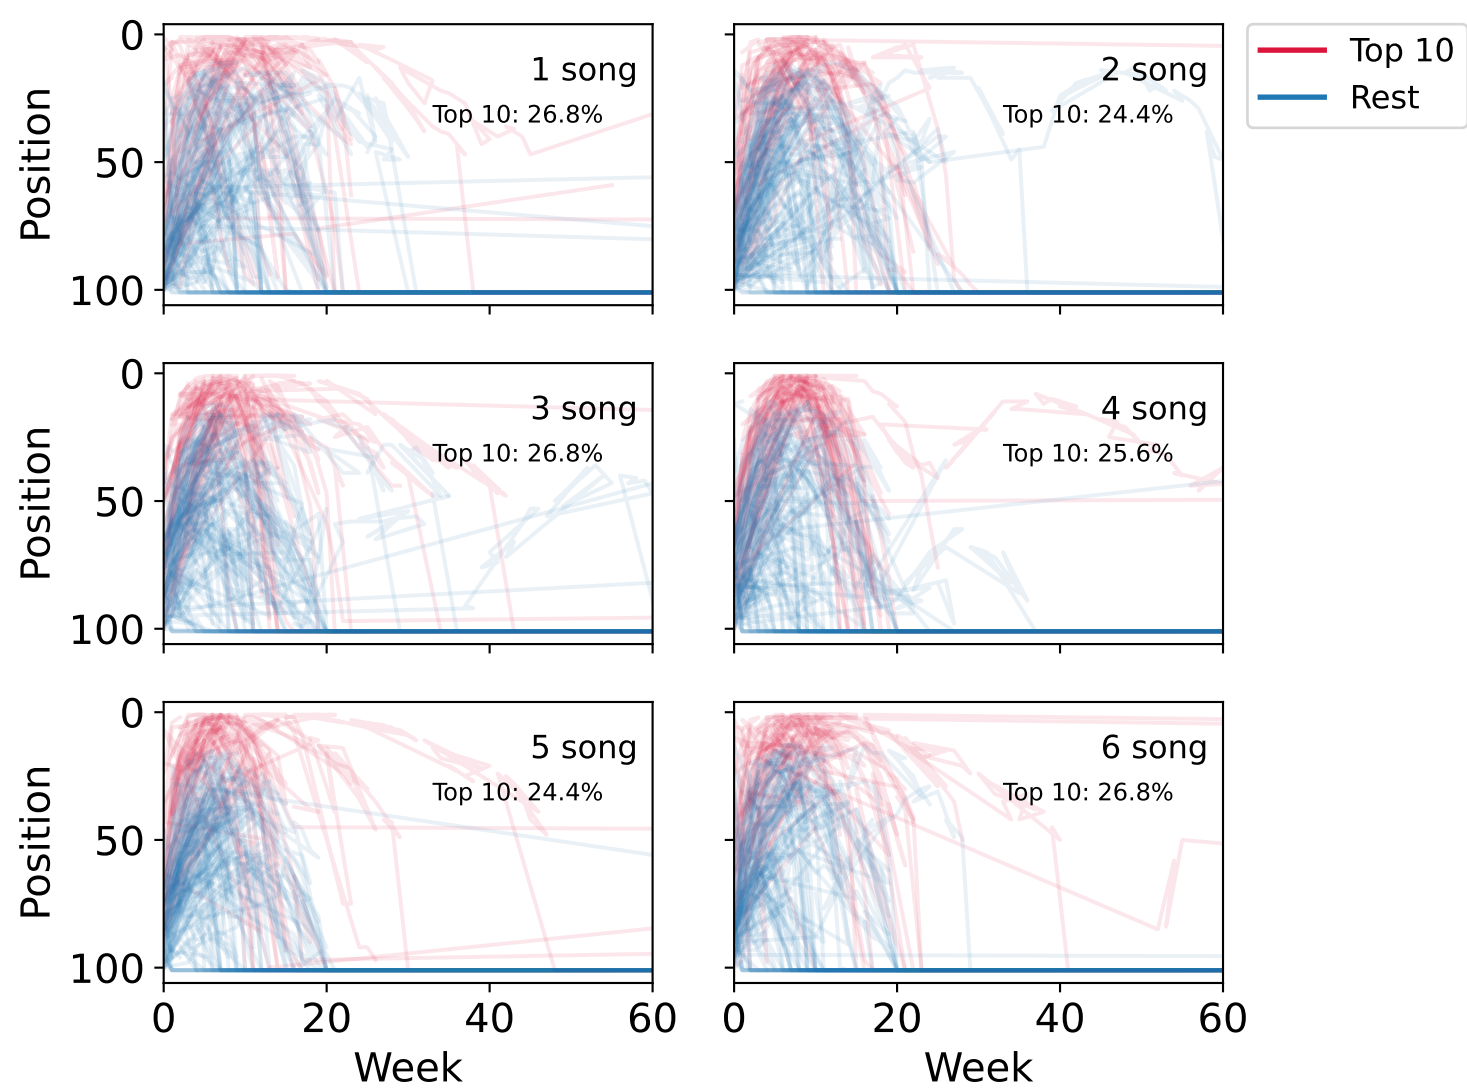 0
50
100
Position
1 song
Top 10: 26.8%
2 song
Top 10: 24.4%
Top 10
Rest
0
50
100
Position
3 song
Top 10: 26.8%
4 song
Top 10: 25.6%
0
50
100
Position
5 song
Top 10: 24.4%
6 song
Top 10: 26.8%
0 20 40 60
Week
0 20 40 60
Week